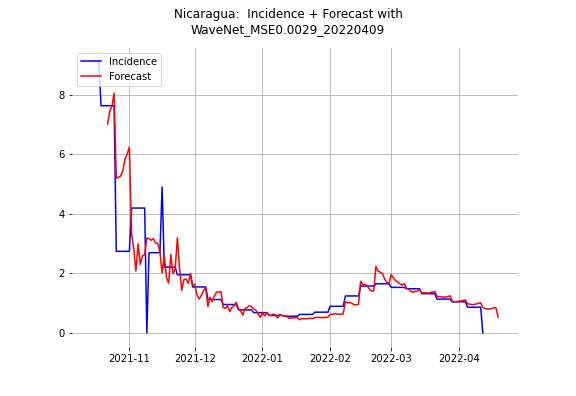 Nicaragua:  Incidence + Forecast with
WaveNet_MSE0.0029_20220409
Incidence
Forecast
8
6
4
2
0
2021-11
2021-12
2022-01
2022-02
2022-03
2022-04